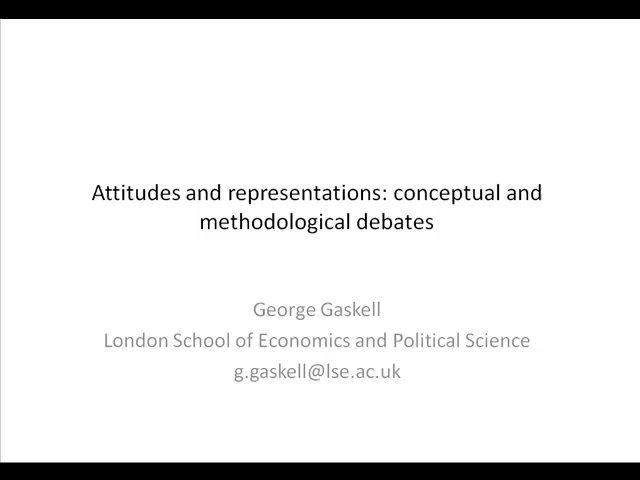 Attitudes and representations: conceptual and
methodological debates
George Gaskell
London School of Economics and Political Science
g.gaskell@lse.ac.uk